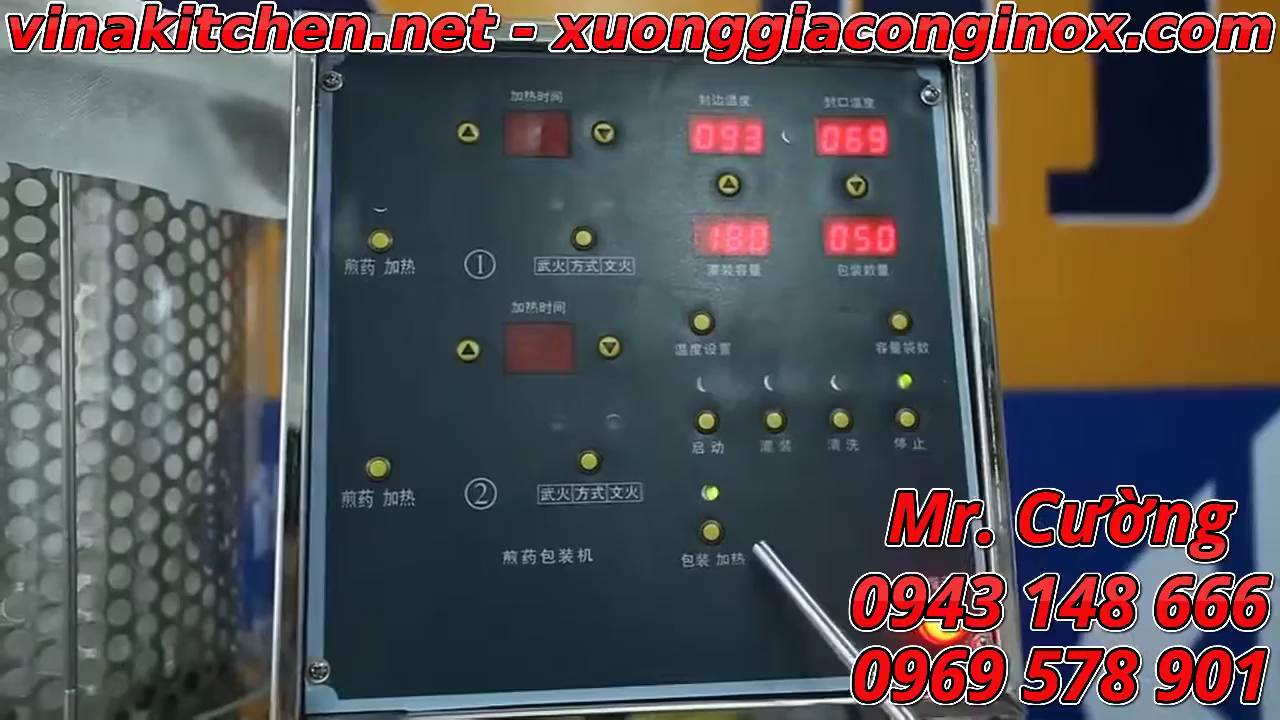 vinakitchen.net - xuonggiaconginox.com
加热时间
封边温度
封口温度
093
069
180
050
灌装容量
包装数量
煎药 加热
①
武火 方式 文火
加热时间
温度设置
容量袋数
启动
灌装
清洗
停止
煎药 加热
②
武火 方式 文火
煎药包装机
包装 加热
Mr. Cường
0943 148 666
0969 578 901